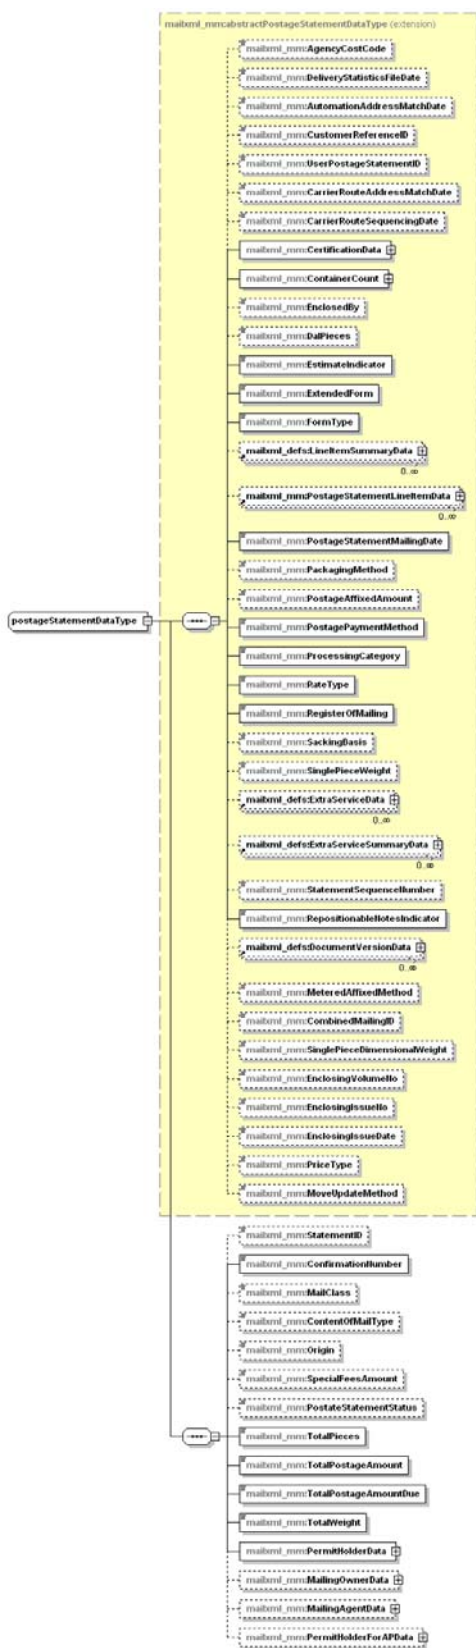 mailxml_mm:abstractPostageStatementDataType (extension)
mailxml_mm:AgencyCostCode
mailxml_mm:DeliveryStatisticsFileDate
mailxml_mm:AutomationAddressMatchDate
mailxml_mm:CustomerReferenceID
mailxml_mm:UserPostageStatementID
mailxml_mm:CarrierRouteAddressMatchDate
mailxml_mm:CarrierRouteSequencingDate
mailxml_mm:CertificationData
mailxml_mm:ContainerCount
mailxml_mm:EnclosedBy
mailxml_mm:DalPieces
mailxml_mm:EstimateIndicator
mailxml_mm:ExtendedForm
mailxml_mm:FormType
mailxml_defs:LineItemSummaryData
0..∞
mailxml_mm:PostageStatementLineItemData
0..∞
mailxml_mm:PostageStatementMailingDate
mailxml_mm:PackagingMethod
mailxml_mm:PostageAffixedAmount
postageStatementDataType
mailxml_mm:PostagePaymentMethod
mailxml_mm:ProcessingCategory
mailxml_mm:RateType
mailxml_mm:RegisterOfMailing
mailxml_mm:SackingBasis
mailxml_mm:SinglePieceWeight
mailxml_defs:ExtraServiceData
0..∞
mailxml_defs:ExtraServiceSummaryData
0..∞
mailxml_mm:StatementSequenceNumber
mailxml_mm:RepositionableNotesIndicator
mailxml_defs:DocumentVersionData
0..∞
mailxml_mm:MeteredAffixedMethod
mailxml_mm:CombinedMailingID
mailxml_mm:SinglePieceDimensionalWeight
mailxml_mm:EnclosingVolumeNo
mailxml_mm:EnclosingIssueNo
mailxml_mm:EnclosingIssueDate
mailxml_mm:PriceType
mailxml_mm:MoveUpdateMethod
mailxml_mm:StatementID
mailxml_mm:ConfirmationNumber
mailxml_mm:MailClass
mailxml_mm:ContentOfMailType
mailxml_mm:Origin
mailxml_mm:SpecialFeesAmount
mailxml_mm:PostateStatementStatus
mailxml_mm:TotalPieces
mailxml_mm:TotalPostageAmount
mailxml_mm:TotalPostageAmountDue
mailxml_mm:TotalWeight
mailxml_mm:PermitHolderData
mailxml_mm:MailingOwnerData
mailxml_mm:MailingAgentData
mailxml_mm:PermitHolderForAPData